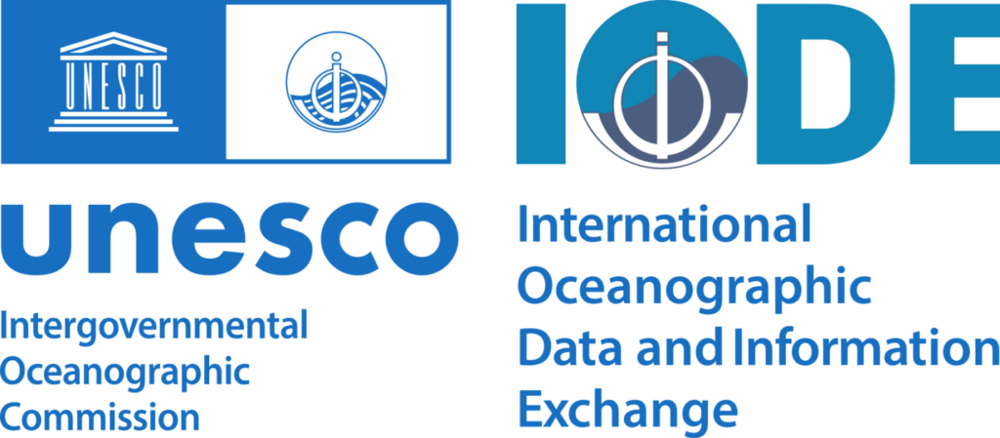 UNESCO
unesco
Intergovernmental
Oceanographic
Commission
IODE
International
Oceanographic
Data and Information
Exchange